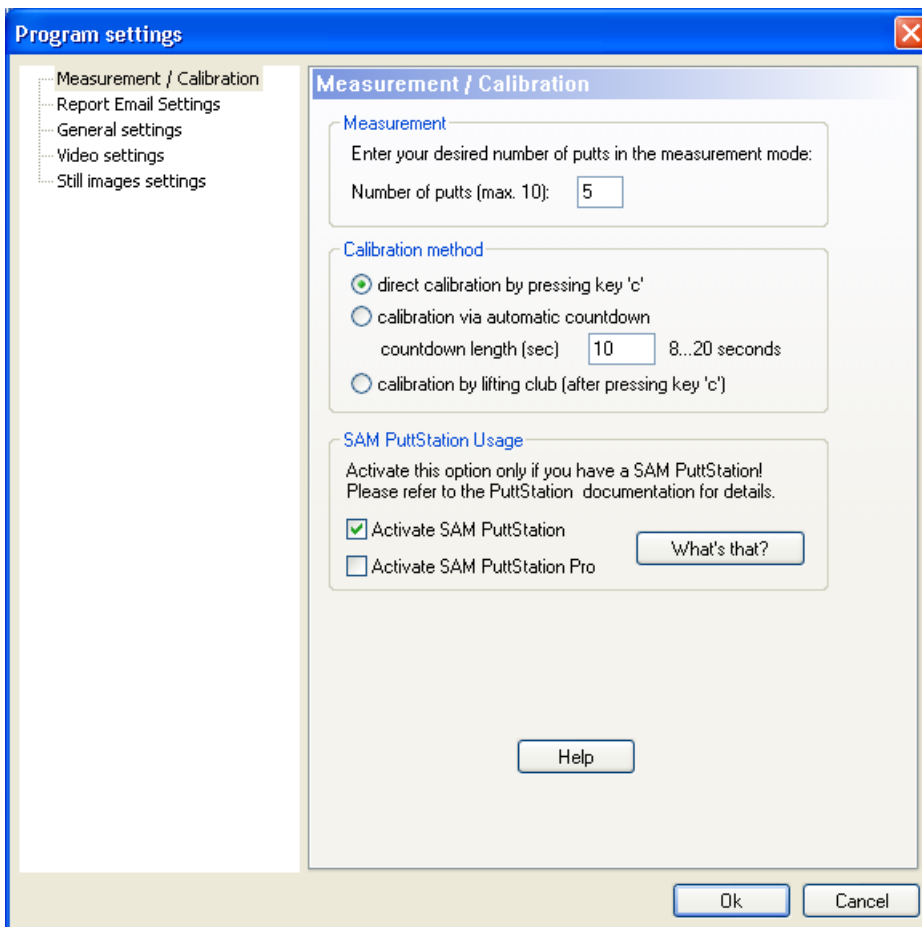 Program settings
Measurement / Calibration
Report Email Settings
General settings
Video settings
Still images settings
Measurement / Calibration
Measurement
Enter your desired number of putts in the measurement mode:
Number of putts (max. 10): 5
Calibration method
direct calibration by pressing key 'c'
calibration via automatic countdown
countdown length (sec) 10 8...20 seconds
calibration by lifting club (after pressing key 'c')
SAM PuttStation Usage
Activate this option only if you have a SAM PuttStation!
Please refer to the PuttStation documentation for details.
Activate SAM PuttStation
What's that?
Activate SAM PuttStation Pro
Help
Ok Cancel